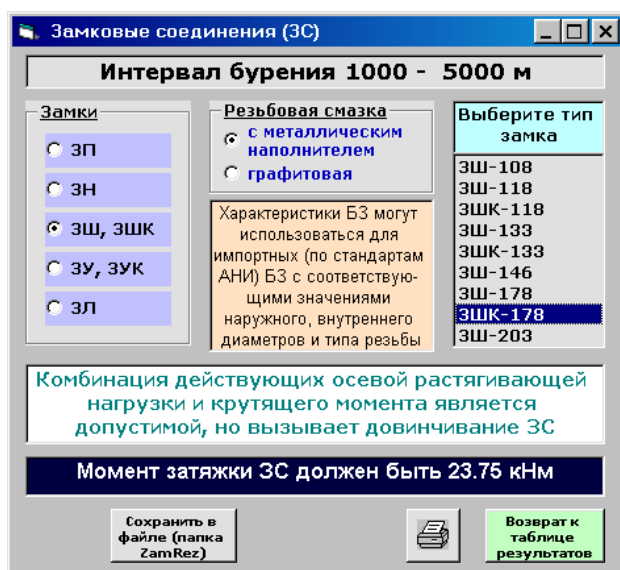 Замковые соединения (ЗС)
Интервал бурения 1000 - 5000 м
Замки
ЗП
ЗН
ЗШ, ЗШК
ЗУ, ЗУК
ЗЛ
Резьбовая смазка
с металлическим
наполнителем
графитовая
Характеристики БЗ могут
использоваться для
импортных (по стандартам
АНИ) БЗ с соответствую-
щими значениями
наружного, внутреннего
диаметров и типа резьбы
Выберите тип
замка
ЗШ-108
ЗШ-118
ЗШК-118
ЗШ-133
ЗШК-133
ЗШ-146
ЗШ-178
ЗШК-178
ЗШ-203
Комбинация действующих осевой растягивающей
нагрузки и крутящего момента является
допустимой, но вызывает довинчивание ЗС
Момент затяжки ЗС должен быть 23.75 кНм
Сохранить в
файле (папка
ZamRez)
Возврат к
таблице
результатов